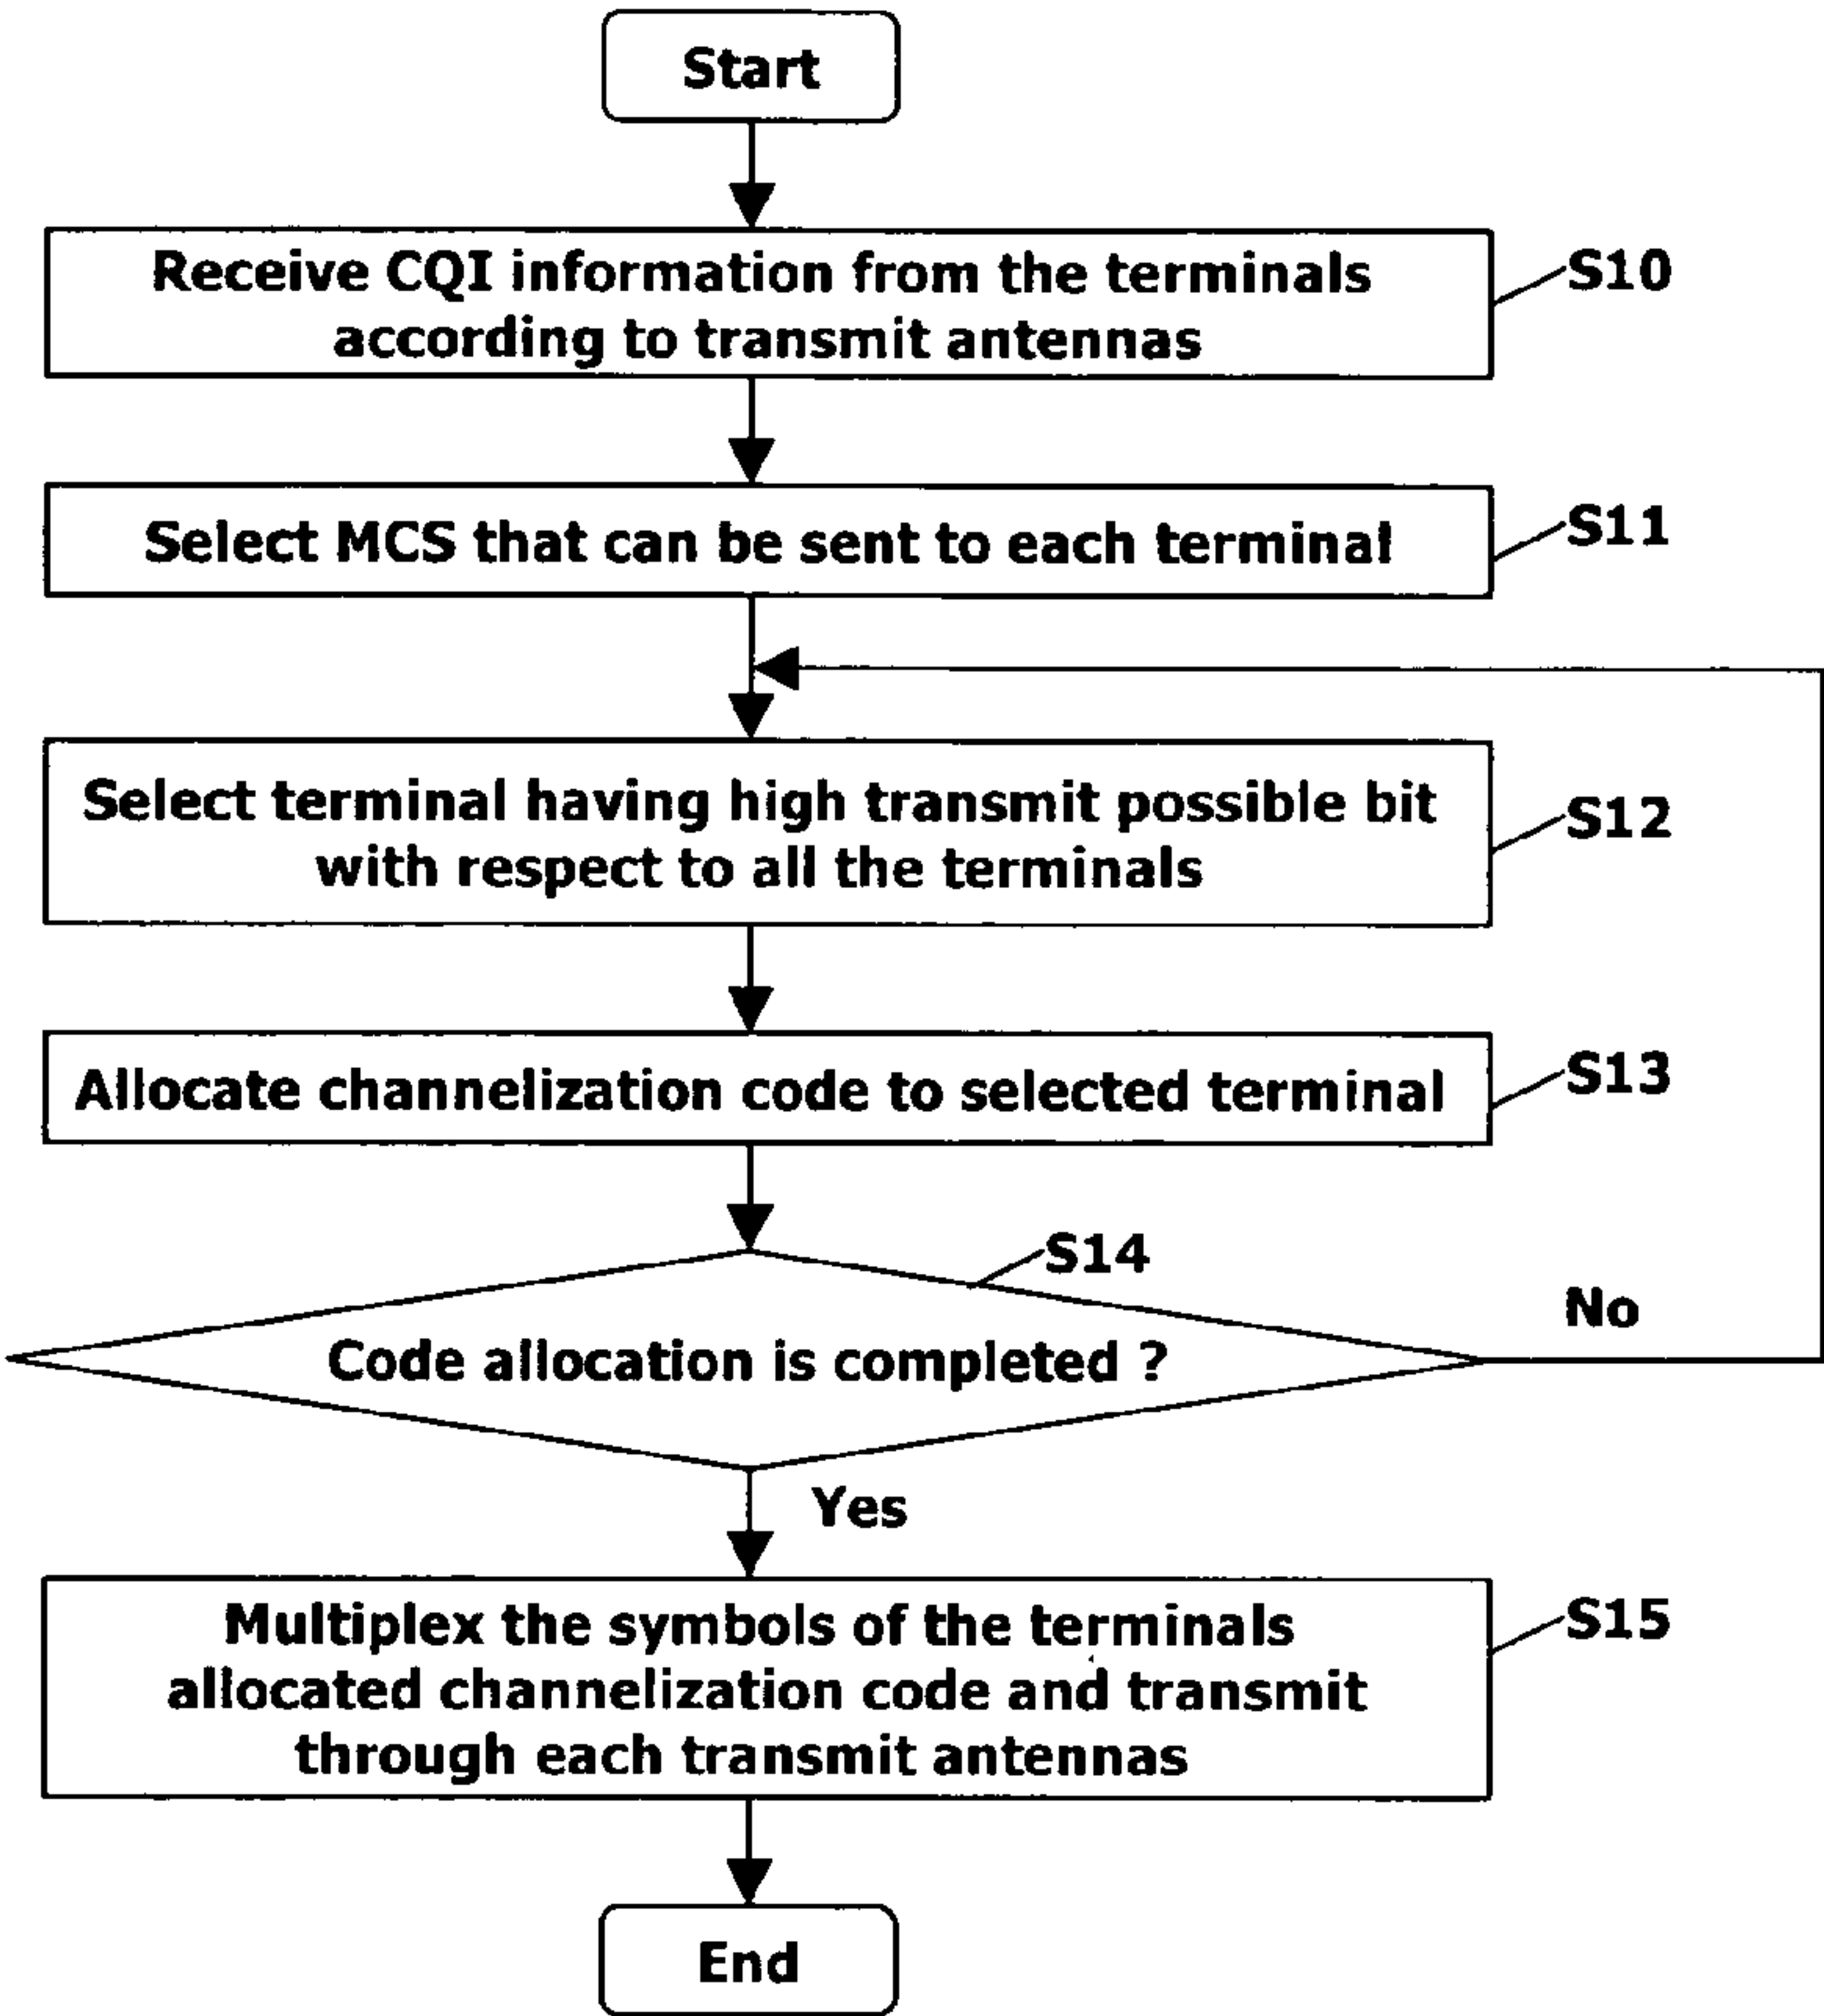 Start
Receive CQI information from the terminals
according to transmit antennas
S10
Select MCS that can be sent to each terminal
S11
Select terminal having high transmit possible bit
with respect to all the terminals
S12
Allocate channelization code to selected terminal
S13
S14
Code allocation is completed ?
No
Yes
Multiplex the symbols of the terminals
allocated channelization code and transmit
through each transmit antennas
S15
End